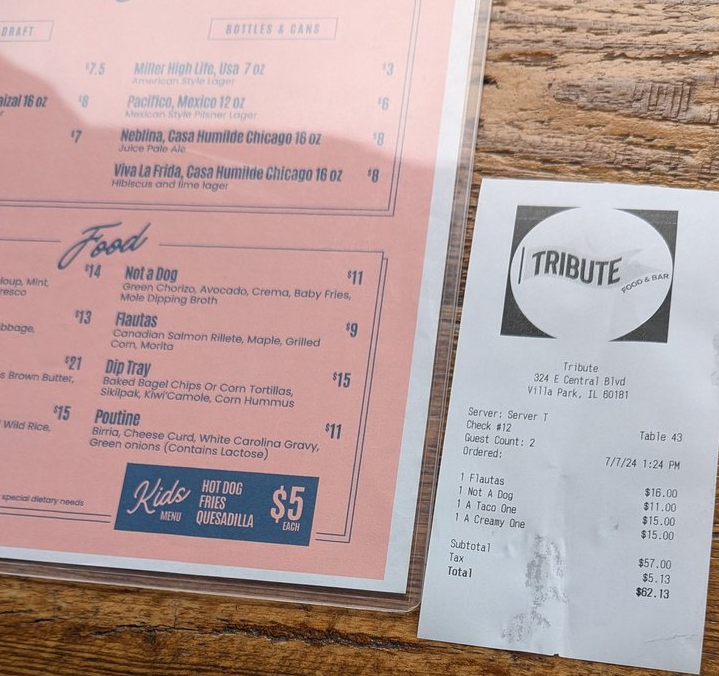 DRAFT
BOTTLES & CANS
$7.5
Miller High Life, Usa 7 oz $3
American Style Lager
aizal 16 oz $8
Pacifico, Mexico 12 oz $6
Mexican Style Pilsner Lager
$7
Neblina, Casa Humilde Chicago 16 oz $8
Juice Pale Ale
Viva La Frida, Casa Humilde Chicago 16 oz $8
Hibiscus and lime lager
Food
$14
loup, Mint,
resco
Not a Dog $11
Green Chorizo, Avocado, Crema, Baby Fries,
Mole Dipping Broth
$13
bbage,
Flautas $9
Canadian Salmon Rillete, Maple, Grilled
Corn, Morita
$21
s Brown Butter,
Dip Tray $15
Baked Bagel Chips Or Corn Tortillas,
Sikilpak, Kiwi'Camole, Corn Hummus
$15
Wild Rice,
Poutine $11
Birria, Cheese Curd, White Carolina Gravy,
Green onions (Contains Lactose)
special dietary needs
Kids MENU
HOT DOG
FRIES
QUESADILLA
$5
EACH
TRIBUTE
FOOD & BAR
Tribute
324 E Central Blvd
Villa Park, IL 60181
Server: Server T
Check #12 Table 43
Guest Count: 2
Ordered: 7/7/24 1:24 PM
1 Flautas $16.00
1 Not A Dog $11.00
1 A Taco One $15.00
1 A Creamy One $15.00
Subtotal $57.00
Tax $5.13
Total $62.13